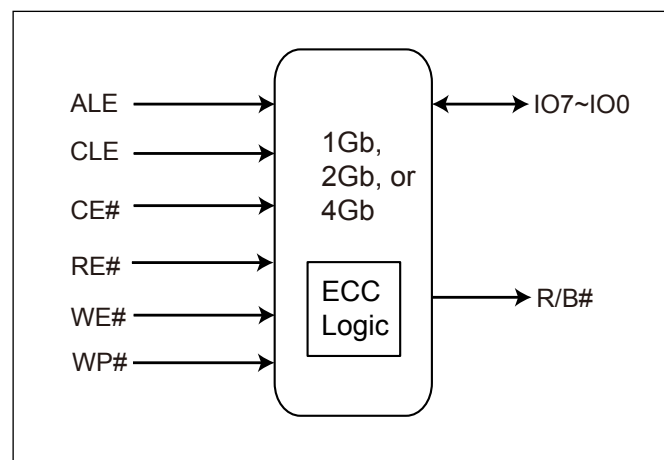 ALE
CLE
CE#
RE#
WE#
WP#
1Gb,
2Gb, or
4Gb
ECC
Logic
IO7~IO0
R/B#